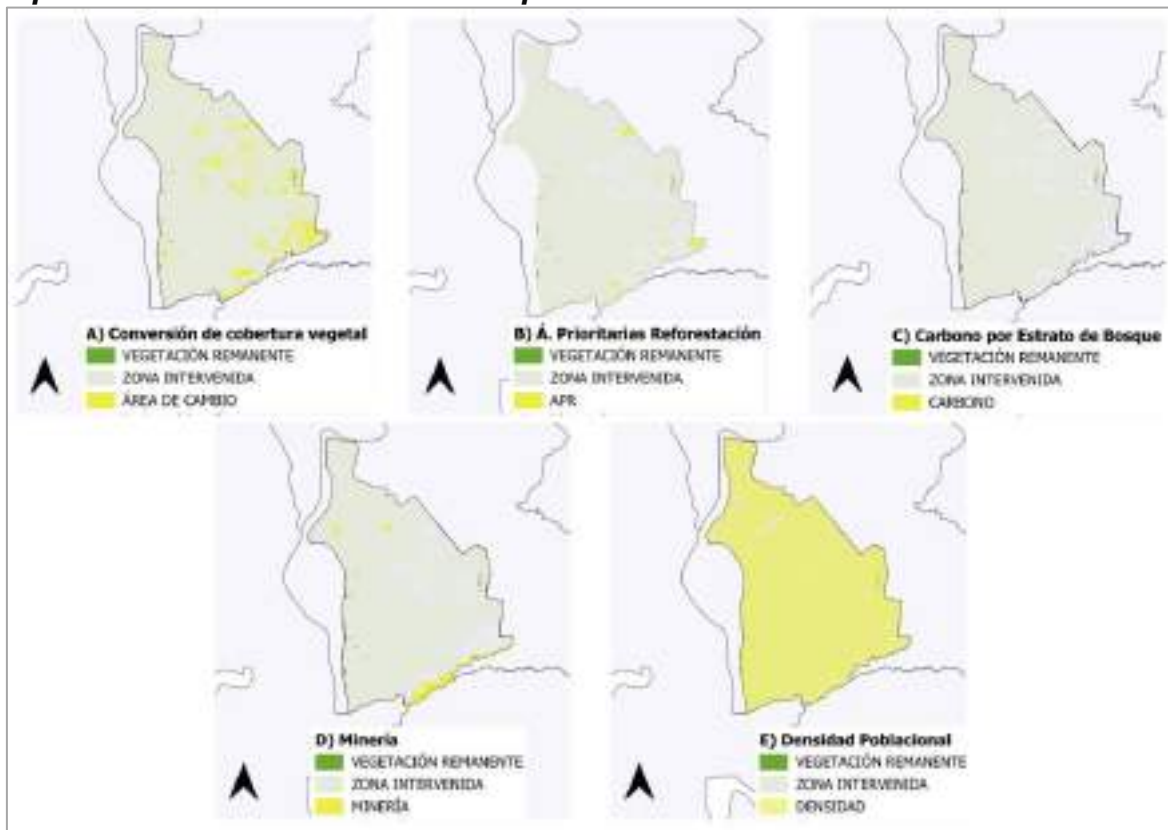 A) Conversión de cobertura vegetal
VEGETACIÓN REMANENTE
ZONA INTERVENIDA
ÁREA DE CAMBIO
B) Á. Prioritarias Reforestación
VEGETACIÓN REMANENTE
ZONA INTERVENIDA
APR
C) Carbono por Estrato de Bosque
VEGETACIÓN REMANENTE
ZONA INTERVENIDA
CARBONO
D) Minería
VEGETACIÓN REMANENTE
ZONA INTERVENIDA
MINERÍA
E) Densidad Poblacional
VEGETACIÓN REMANENTE
ZONA INTERVENIDA
DENSIDAD